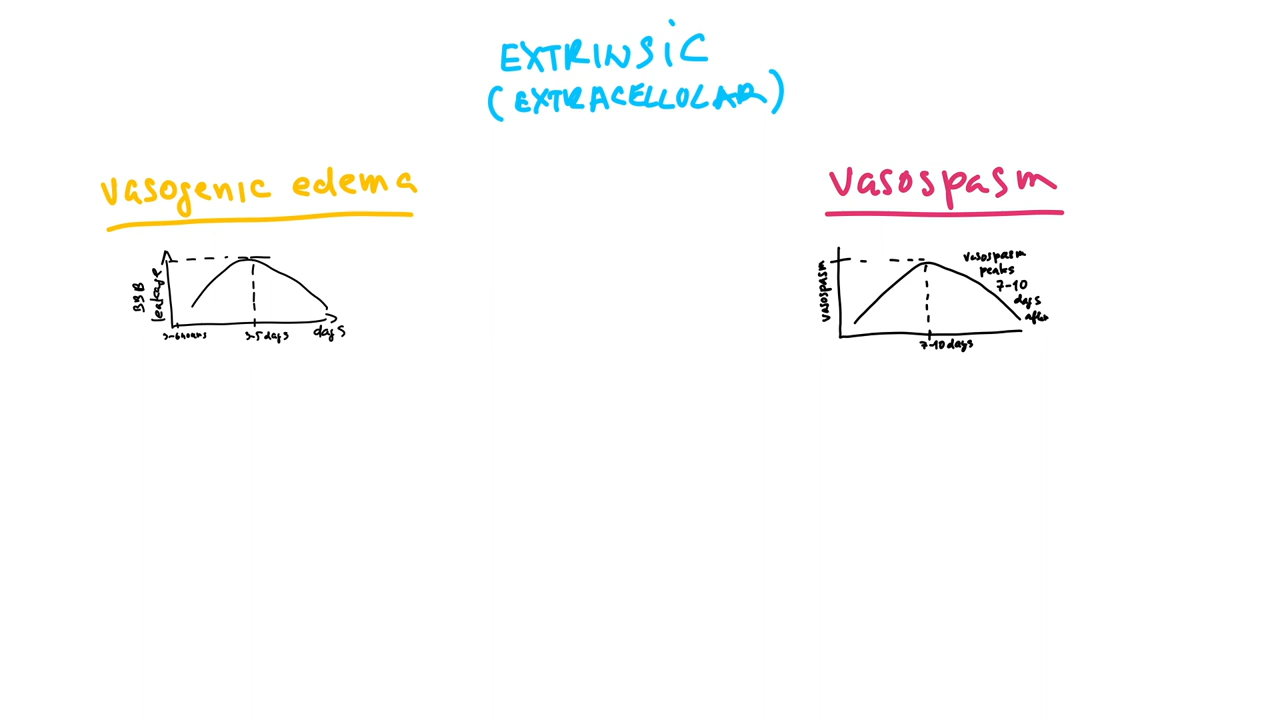 EXTRINSIC
(EXTRACELLOLAR)
vasogenic edema
BBB
leakage
3-6 hours
3-5 days
days
vasospasm
vasospasm
vasospasm
peaks
7-10
days
after
7-10 days